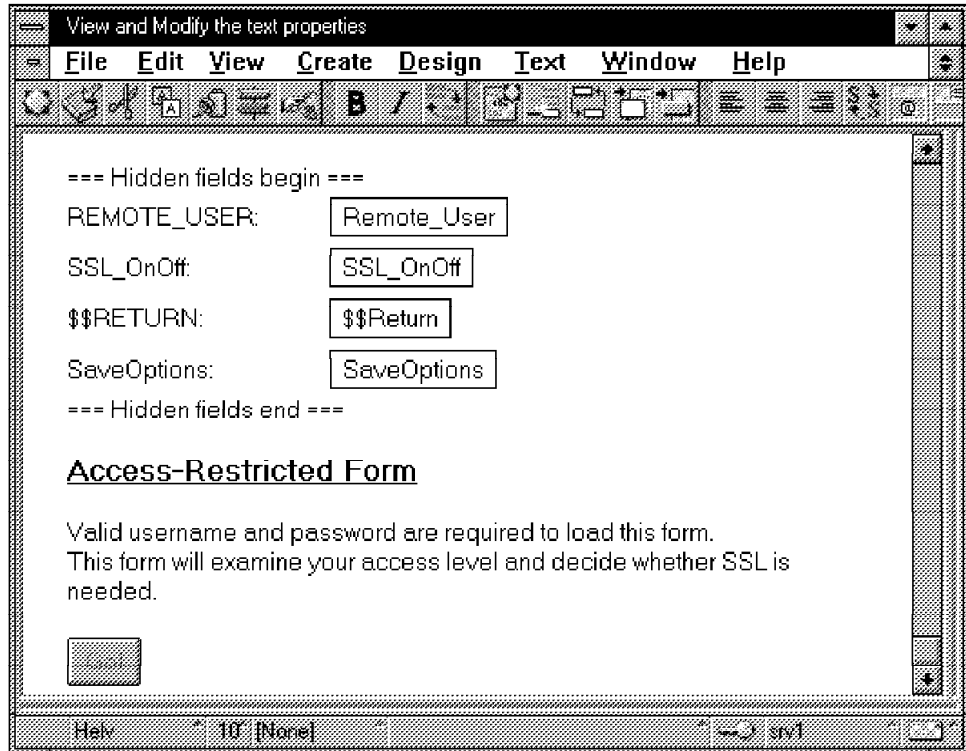 View and Modify the text properties
File Edit View Create Design Text Window Help
B I
=== Hidden fields begin ===
REMOTE_USER: Remote_User
SSL_OnOff: SSL_OnOff
$$RETURN: $$Return
SaveOptions: SaveOptions
=== Hidden fields end ===
Access-Restricted Form
Valid username and password are required to load this form.
This form will examine your access level and decide whether SSL is
needed.
Helv 10 [None] srv1